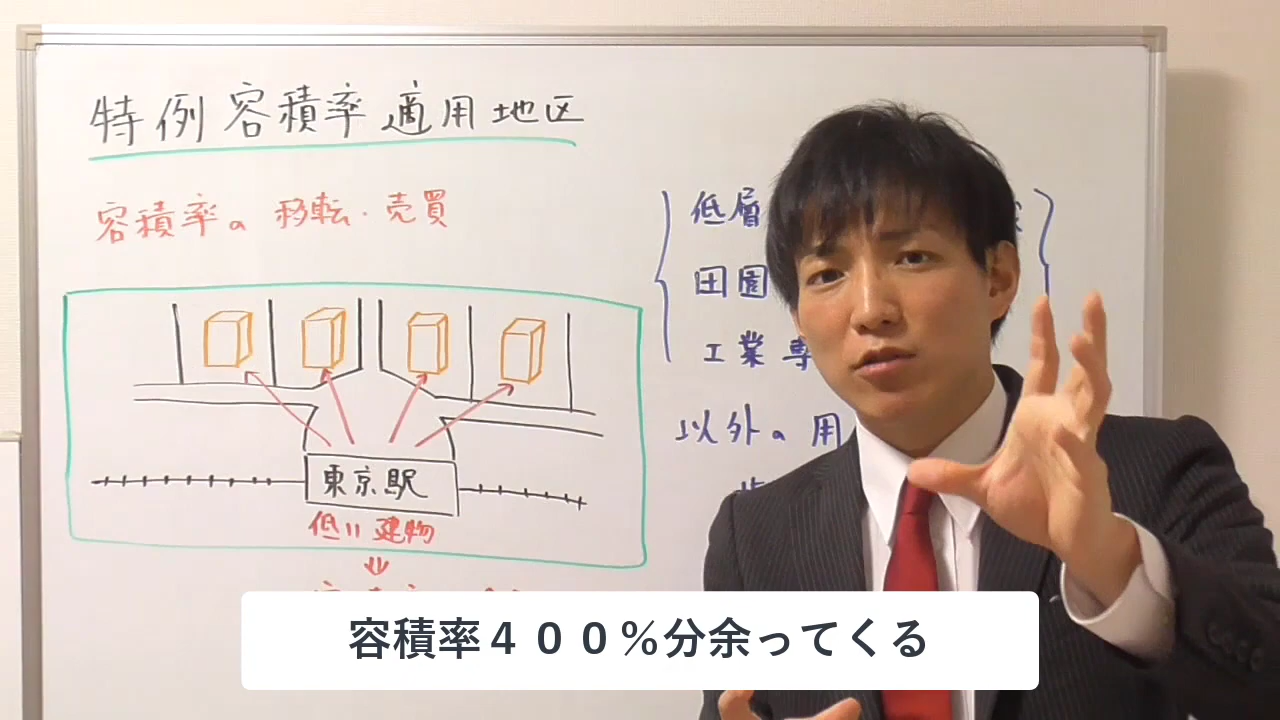 特例容積率適用地区
容積率の移転・売買
低層
田園
工業専
以外の用
東京駅
低い建物
容積率400%分余ってくる